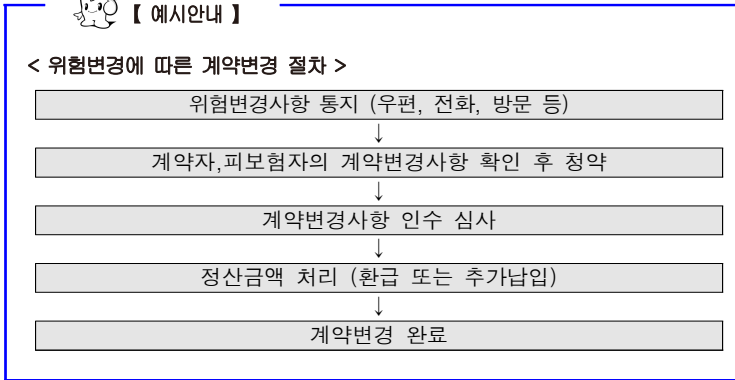 【 예시안내 】
< 위험변경에 따른 계약변경 절차 >
위험변경사항 통지 (우편, 전화, 방문 등)
↓
계약자,피보험자의 계약변경사항 확인 후 청약
↓
계약변경사항 인수 심사
↓
정산금액 처리 (환급 또는 추가납입)
↓
계약변경 완료